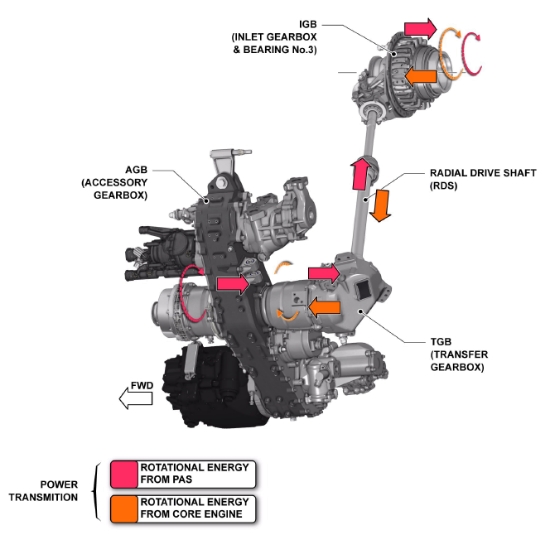 IGB
(INLET GEARBOX
& BEARING No.3)
AGB
(ACCESSORY
GEARBOX)
RADIAL DRIVE SHAFT
(RDS)
TGB
(TRANSFER
GEARBOX)
FWD
POWER
TRANSMITION
ROTATIONAL ENERGY
FROM PAS
ROTATIONAL ENERGY
FROM CORE ENGINE